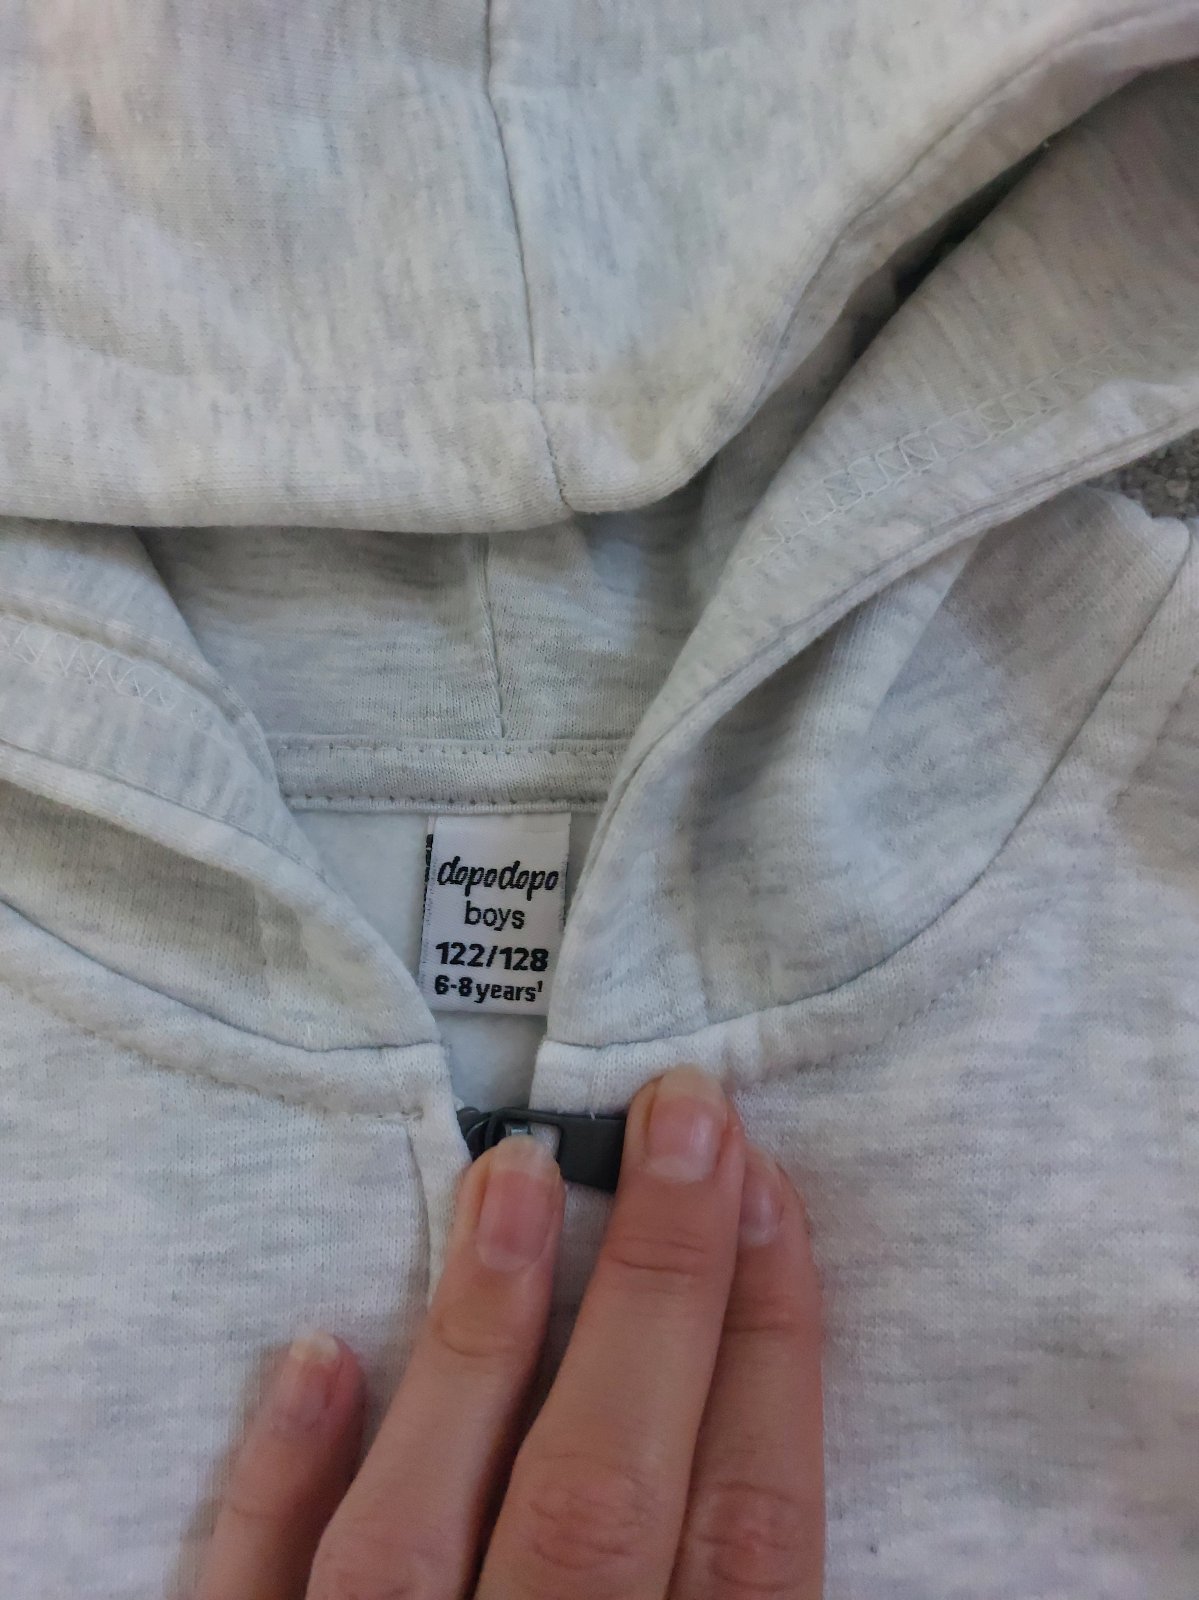 dopodopo
boys
122/128
6-8 years¹